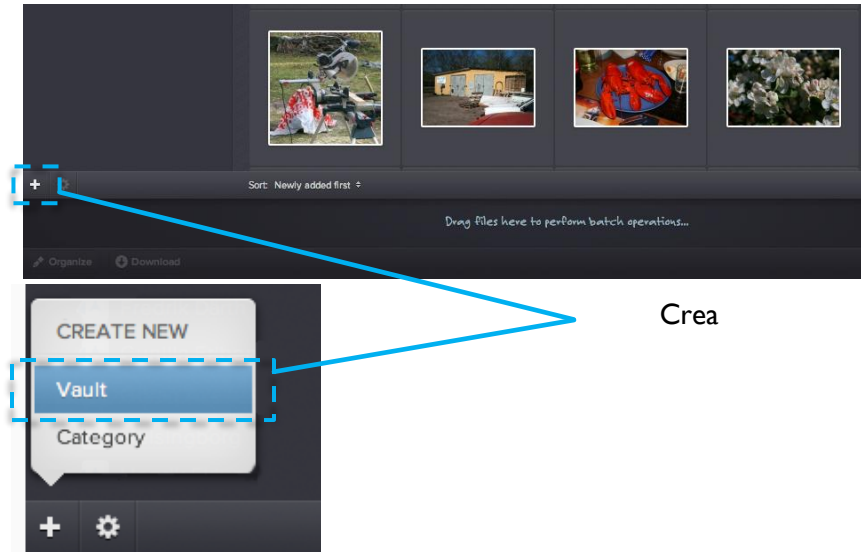 Sort: Newly added first
Drag files here to perform batch operations...
Organize Download
Crea
CREATE NEW
Vault
Category